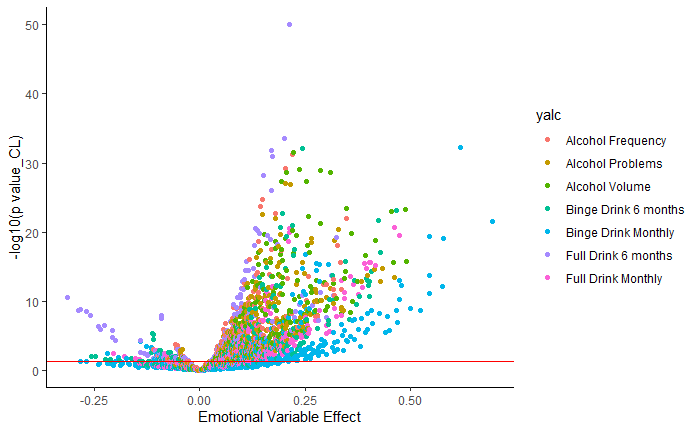 50
40
30
20
10
0
-log10(p value_CL)
-0.25
0.00
0.25
0.50
Emotional Variable Effect
yalc
Alcohol Frequency
Alcohol Problems
Alcohol Volume
Binge Drink 6 months
Binge Drink Monthly
Full Drink 6 months
Full Drink Monthly